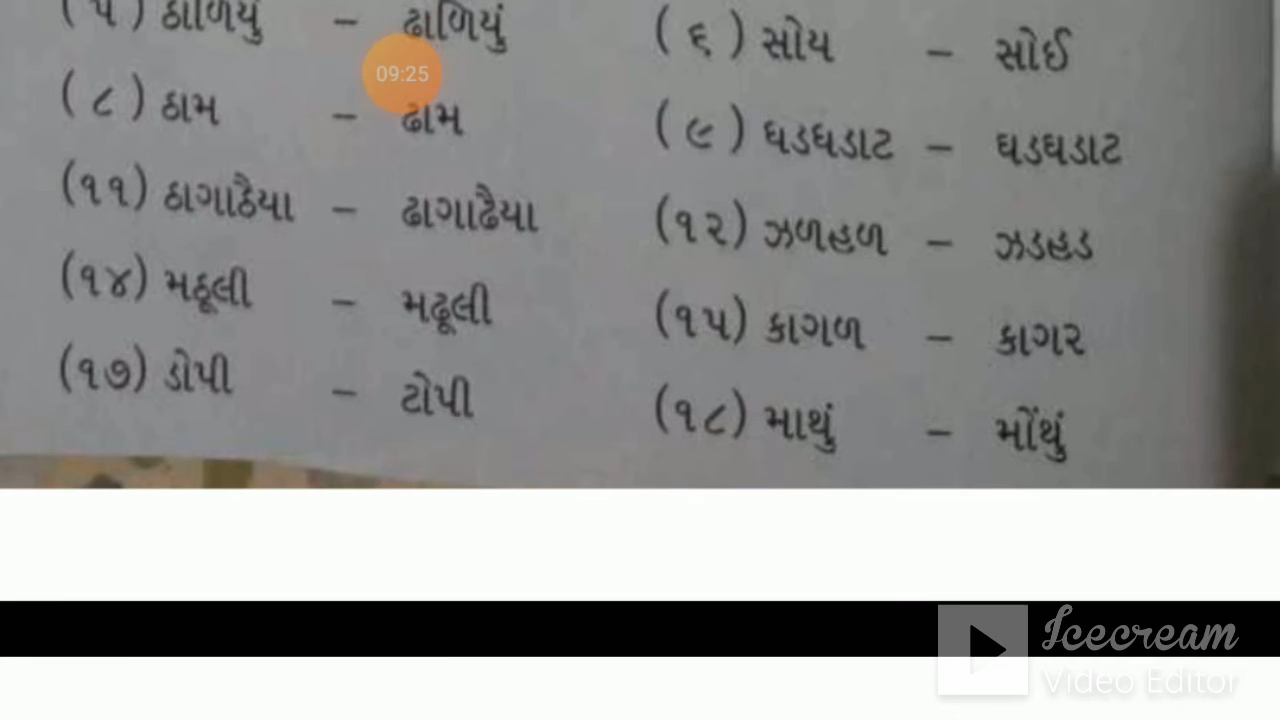 (૫) ઠાળિયું – ઢાળિયું (૬) સોય – સોઈ
09:25
(૮) ઠામ – ઢામ (૯) ધડધડાટ – ઘડઘડાટ
(૧૧) ઠાગાઠૈયા – ઢાગાઢૈયા (૧૨) ઝળહળ – ઝડહડ
(૧૪) મઠૂલી – મઢૂલી (૧૫) કાગળ – કાગર
(૧૭) ડોપી – ટોપી (૧૮) માથું – મોંથું
Icecream
Video Editor